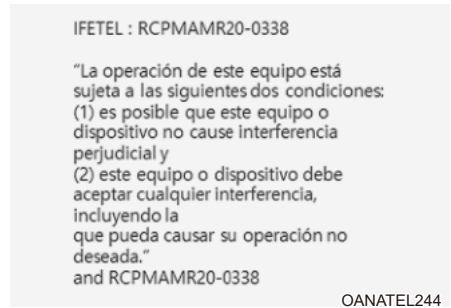 IFETEL : RCPMAMR20-0338
“La operación de este equipo está
sujeta a las siguientes dos condiciones:
(1) es posible que este equipo o
dispositivo no cause interferencia
perjudicial y
(2) este equipo o dispositivo debe
aceptar cualquier interferencia,
incluyendo la
que pueda causar su operación no
deseada.”
and RCPMAMR20-0338
OANATEL244